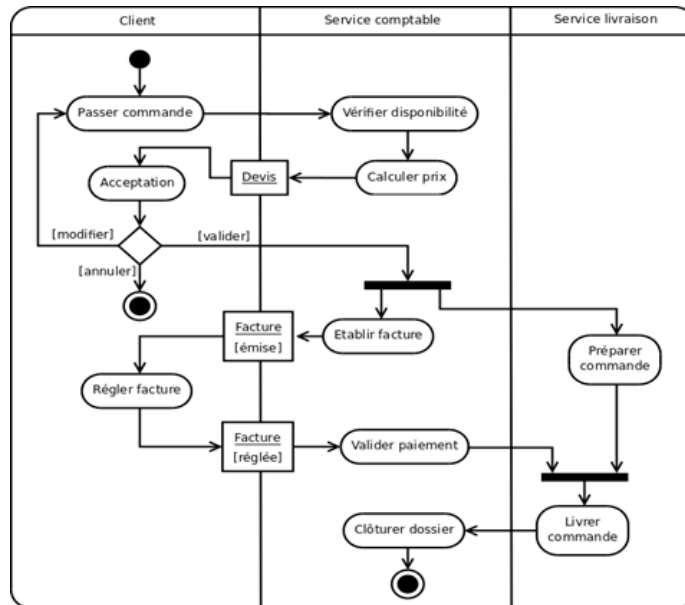 Client
Service comptable
Service livraison
Passer commande
Vérifier disponibilité
Acceptation
Devis
Calculer prix
[modifier]
[valider]
[annuler]
Facture
[émise]
Etablir facture
Préparer
commande
Régler facture
Facture
[réglée]
Valider paiement
Clôturer dossier
Livrer
commande